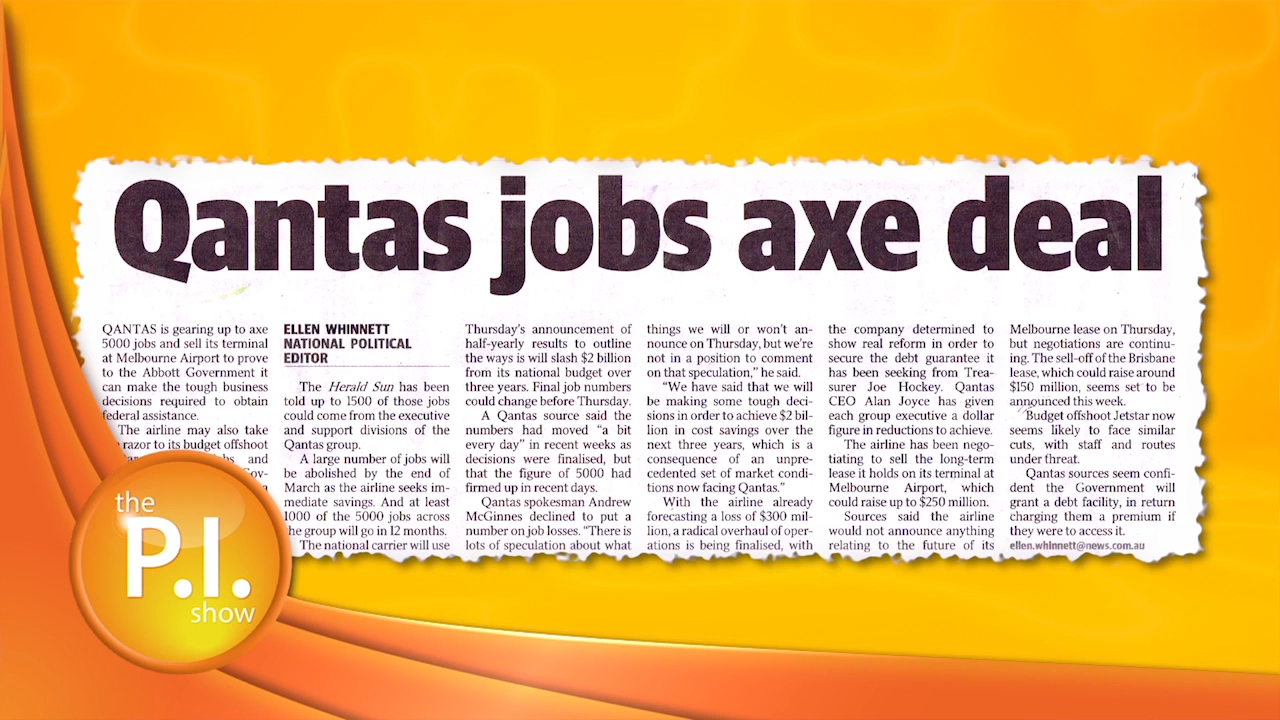 Qantas jobs axe deal
QANTAS is gearing up to axe
5000 jobs and sell its terminal
at Melbourne Airport to prove
to the Abbott Government it
can make the tough business
decisions required to obtain
federal assistance.
The airline may also take
razor to its budget offshoot
and
ELLEN WHINNETT
NATIONAL POLITICAL
EDITOR
The Herald Sun has been
told up to 1500 of those jobs
could come from the executive
and support divisions of the
Qantas group.
A large number of jobs will
be abolished by the end of
March as the airline seeks im-
mediate savings. And at least
1000 of the 5000 jobs across
the group will go in 12 months.
The national carrier will use
Thursday's announcement of
half-yearly results to outline
the ways is will slash $2 billion
from its national budget over
three years. Final job numbers
could change before Thursday.
A Qantas source said the
numbers had moved “a bit
every day” in recent weeks as
decisions were finalised, but
that the figure of 5000 had
firmed up in recent days.
Qantas spokesman Andrew
McGinnes declined to put a
number on job losses. “There is
lots of speculation about what
things we will or won't an-
nounce on Thursday, but we're
not in a position to comment
on that speculation,” he said.
“We have said that we will
be making some tough deci-
sions in order to achieve $2 bil-
lion in cost savings over the
next three years, which is a
consequence of an unpre-
cedented set of market condi-
tions now facing Qantas.”
With the airline already
forecasting a loss of $300 mil-
lion, a radical overhaul of oper-
ations is being finalised, with
the company determined to
show real reform in order to
secure the debt guarantee it
has been seeking from Trea-
surer Joe Hockey. Qantas
CEO Alan Joyce has given
each group executive a dollar
figure in reductions to achieve.
The airline has been nego-
tiating to sell the long-term
lease it holds on its terminal at
Melbourne Airport, which
could raise up to $250 million.
Sources said the airline
would not announce anything
relating to the future of its
Melbourne lease on Thursday,
but negotiations are continu-
ing. The sell-off of the Brisbane
lease, which could raise around
$150 million, seems set to be
announced this week.
Budget offshoot Jetstar now
seems likely to face similar
cuts, with staff and routes
under threat.
Qantas sources seem confi-
dent the Government will
grant a debt facility, in return
charging them a premium if
they were to access it.
ellen.whinnett@news.com.au
the
P.I.
show